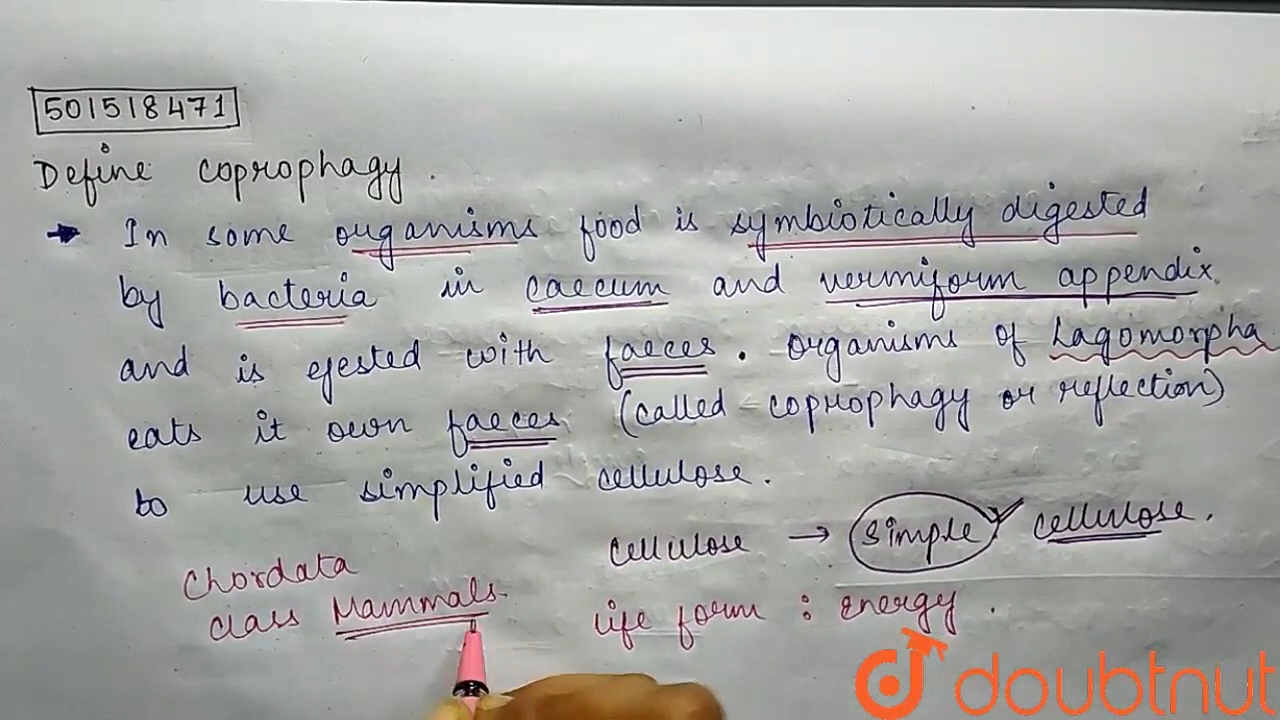 501518471
Define coprophagy.
In some organisms food is symbiotically digested
by bacteria in caecum and vermiform appendix
and is ejested with faeces. organisms of Lagomorpha
eats it own faeces (called coprophagy or reflection)
to use simplified cellulose.
cellulose → simple cellulose.
Chordata
class Mammals.
life form : energy.
doubtnut